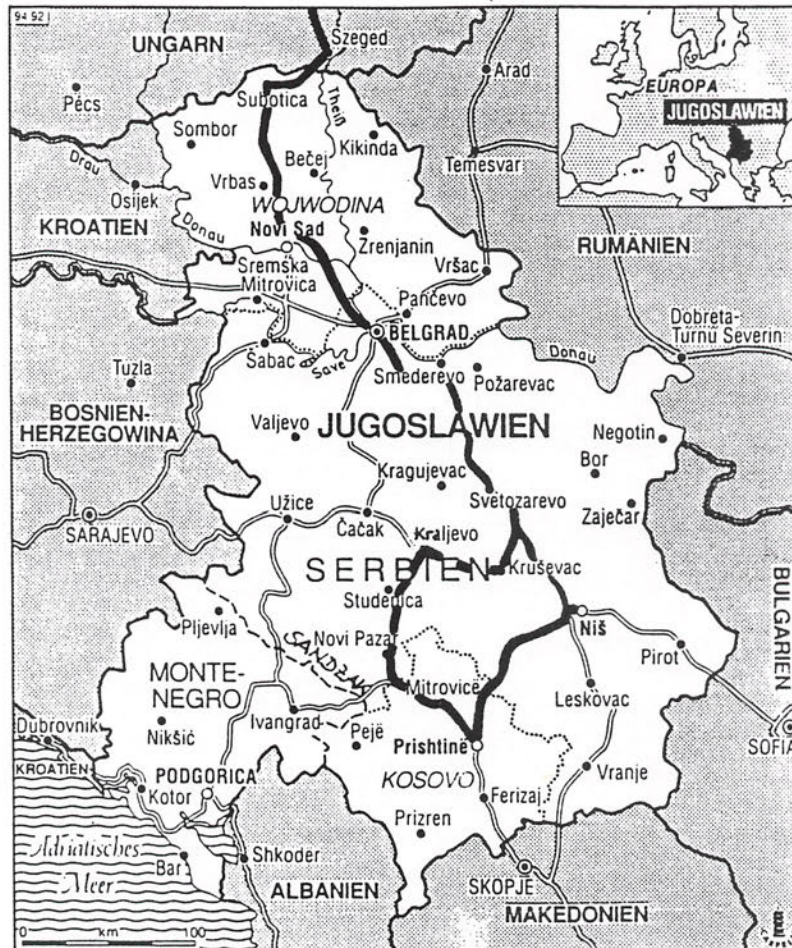 94 92 |
UNGARN
Szeged
Arad
Pécs
Subotica
Theiß
EUROPA
JUGOSLAWIEN
Sombor
Kikinda
Bečej
Temesvar
Drau
Vrbas
Osijek
WOJWODINA
KROATIEN
Donau
Novi Sad
Zrenjanin
RUMÄNIEN
Sremska
Mitrovica
Vršac
Pančevo
Dobreta-
Turnu Severin
BELGRAD
Šabac
Save
Donau
Smederevo
Požarevac
Tuzla
BOSNIEN-
HERZEGOWINA
Valjevo
JUGOSLAWIEN
Negotin
Bor
Kragujevac
Svetozarevo
Zaječar
Užice
Čačak
SARAJEVO
Kraljevo
SERBIEN
Kruševac
Studenica
BULGARIEN
Pljevlja
SANDŽAK
Novi Pazar
Niš
Pirot
MONTE-
NEGRO
Mitrovicë
Leskovac
Dubrovnik
Nikšić
Ivangrad
Pejë
Prishtinë
SOFIA
KROATIEN
PODGORICA
KOSOVO
Vranje
Kotor
Ferizaj
Prizren
Adriatisches
Meer
Bar
Shkoder
SKOPJE
ALBANIEN
MAKEDONIEN
0 km 100